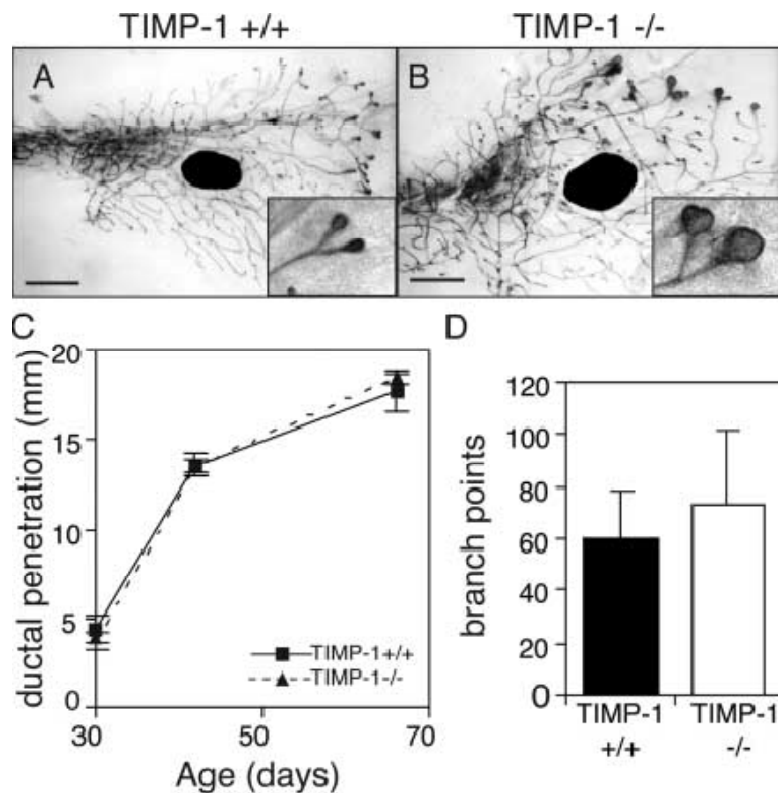 TIMP-1 +/+
TIMP-1 -/-
A
B
C
20
15
10
5
0
ductal penetration (mm)
TIMP-1+/+
TIMP-1-/-
30
50
70
Age (days)
D
120
100
80
60
40
20
0
branch points
TIMP-1
+/+
TIMP-1
-/-